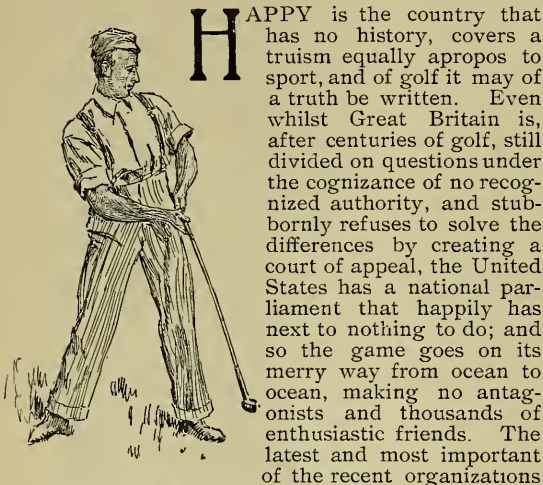 HAPPY is the country that
has no history, covers a
truism equally apropos to
sport, and of golf it may of
a truth be written. Even
whilst Great Britain is,
after centuries of golf, still
divided on questions under
the cognizance of no recog-
nized authority, and stub-
bornly refuses to solve the
differences by creating a
court of appeal, the United
States has a national par-
liament that happily has
next to nothing to do; and
so the game goes on its
merry way from ocean to
ocean, making no antag-
onists and thousands of
enthusiastic friends. The
latest and most important
of the recent organizations